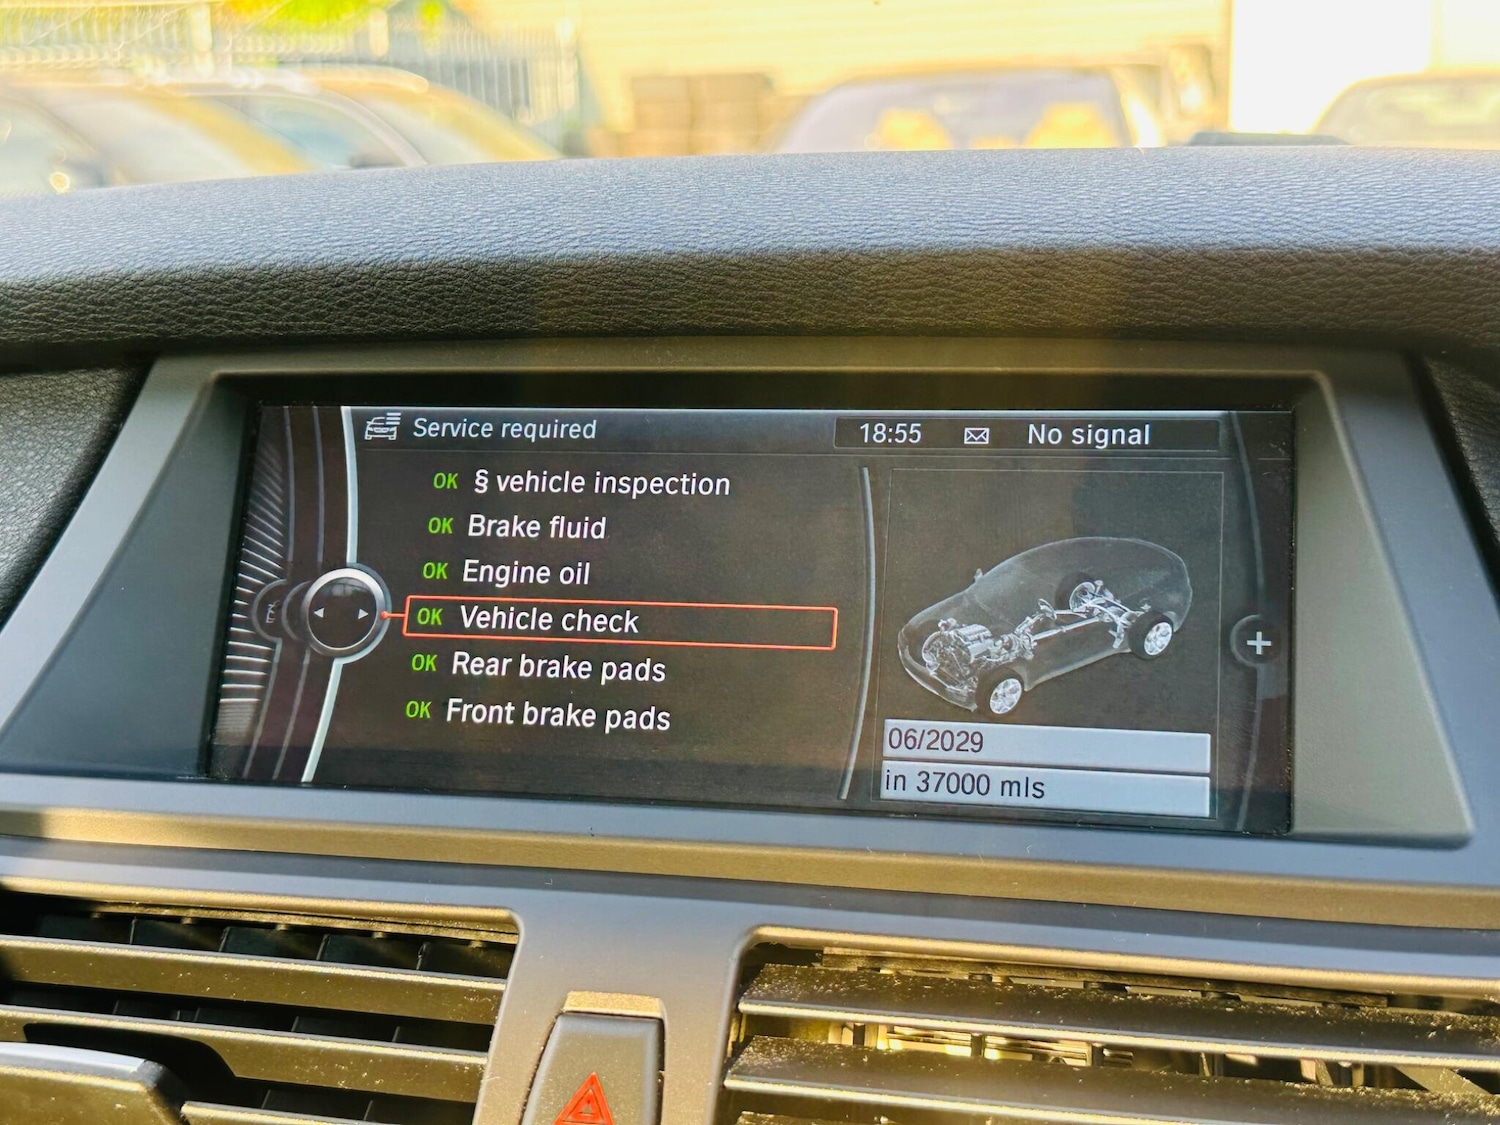 Service required
18:55
No signal
OK § vehicle inspection
OK Brake fluid
OK Engine oil
OK Vehicle check
OK Rear brake pads
OK Front brake pads
06/2029
in 37000 mls